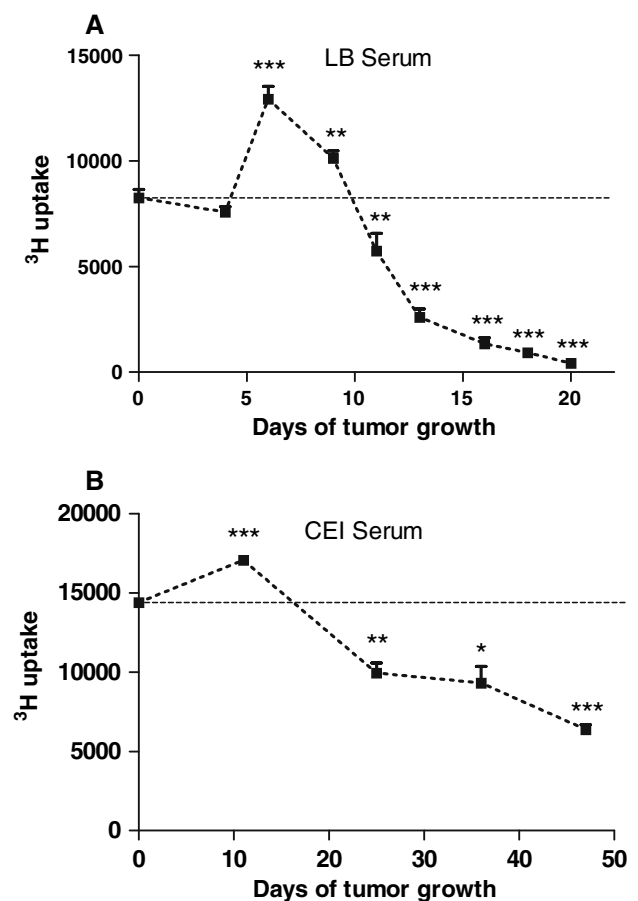 A
LB Serum
15000
10000
5000
0
³H uptake
*** ** ** *** *** *** ***
0 5 10 15 20
Days of tumor growth
B
CEI Serum
20000
15000
10000
5000
0
³H uptake
*** ** * ***
0 10 20 30 40 50
Days of tumor growth